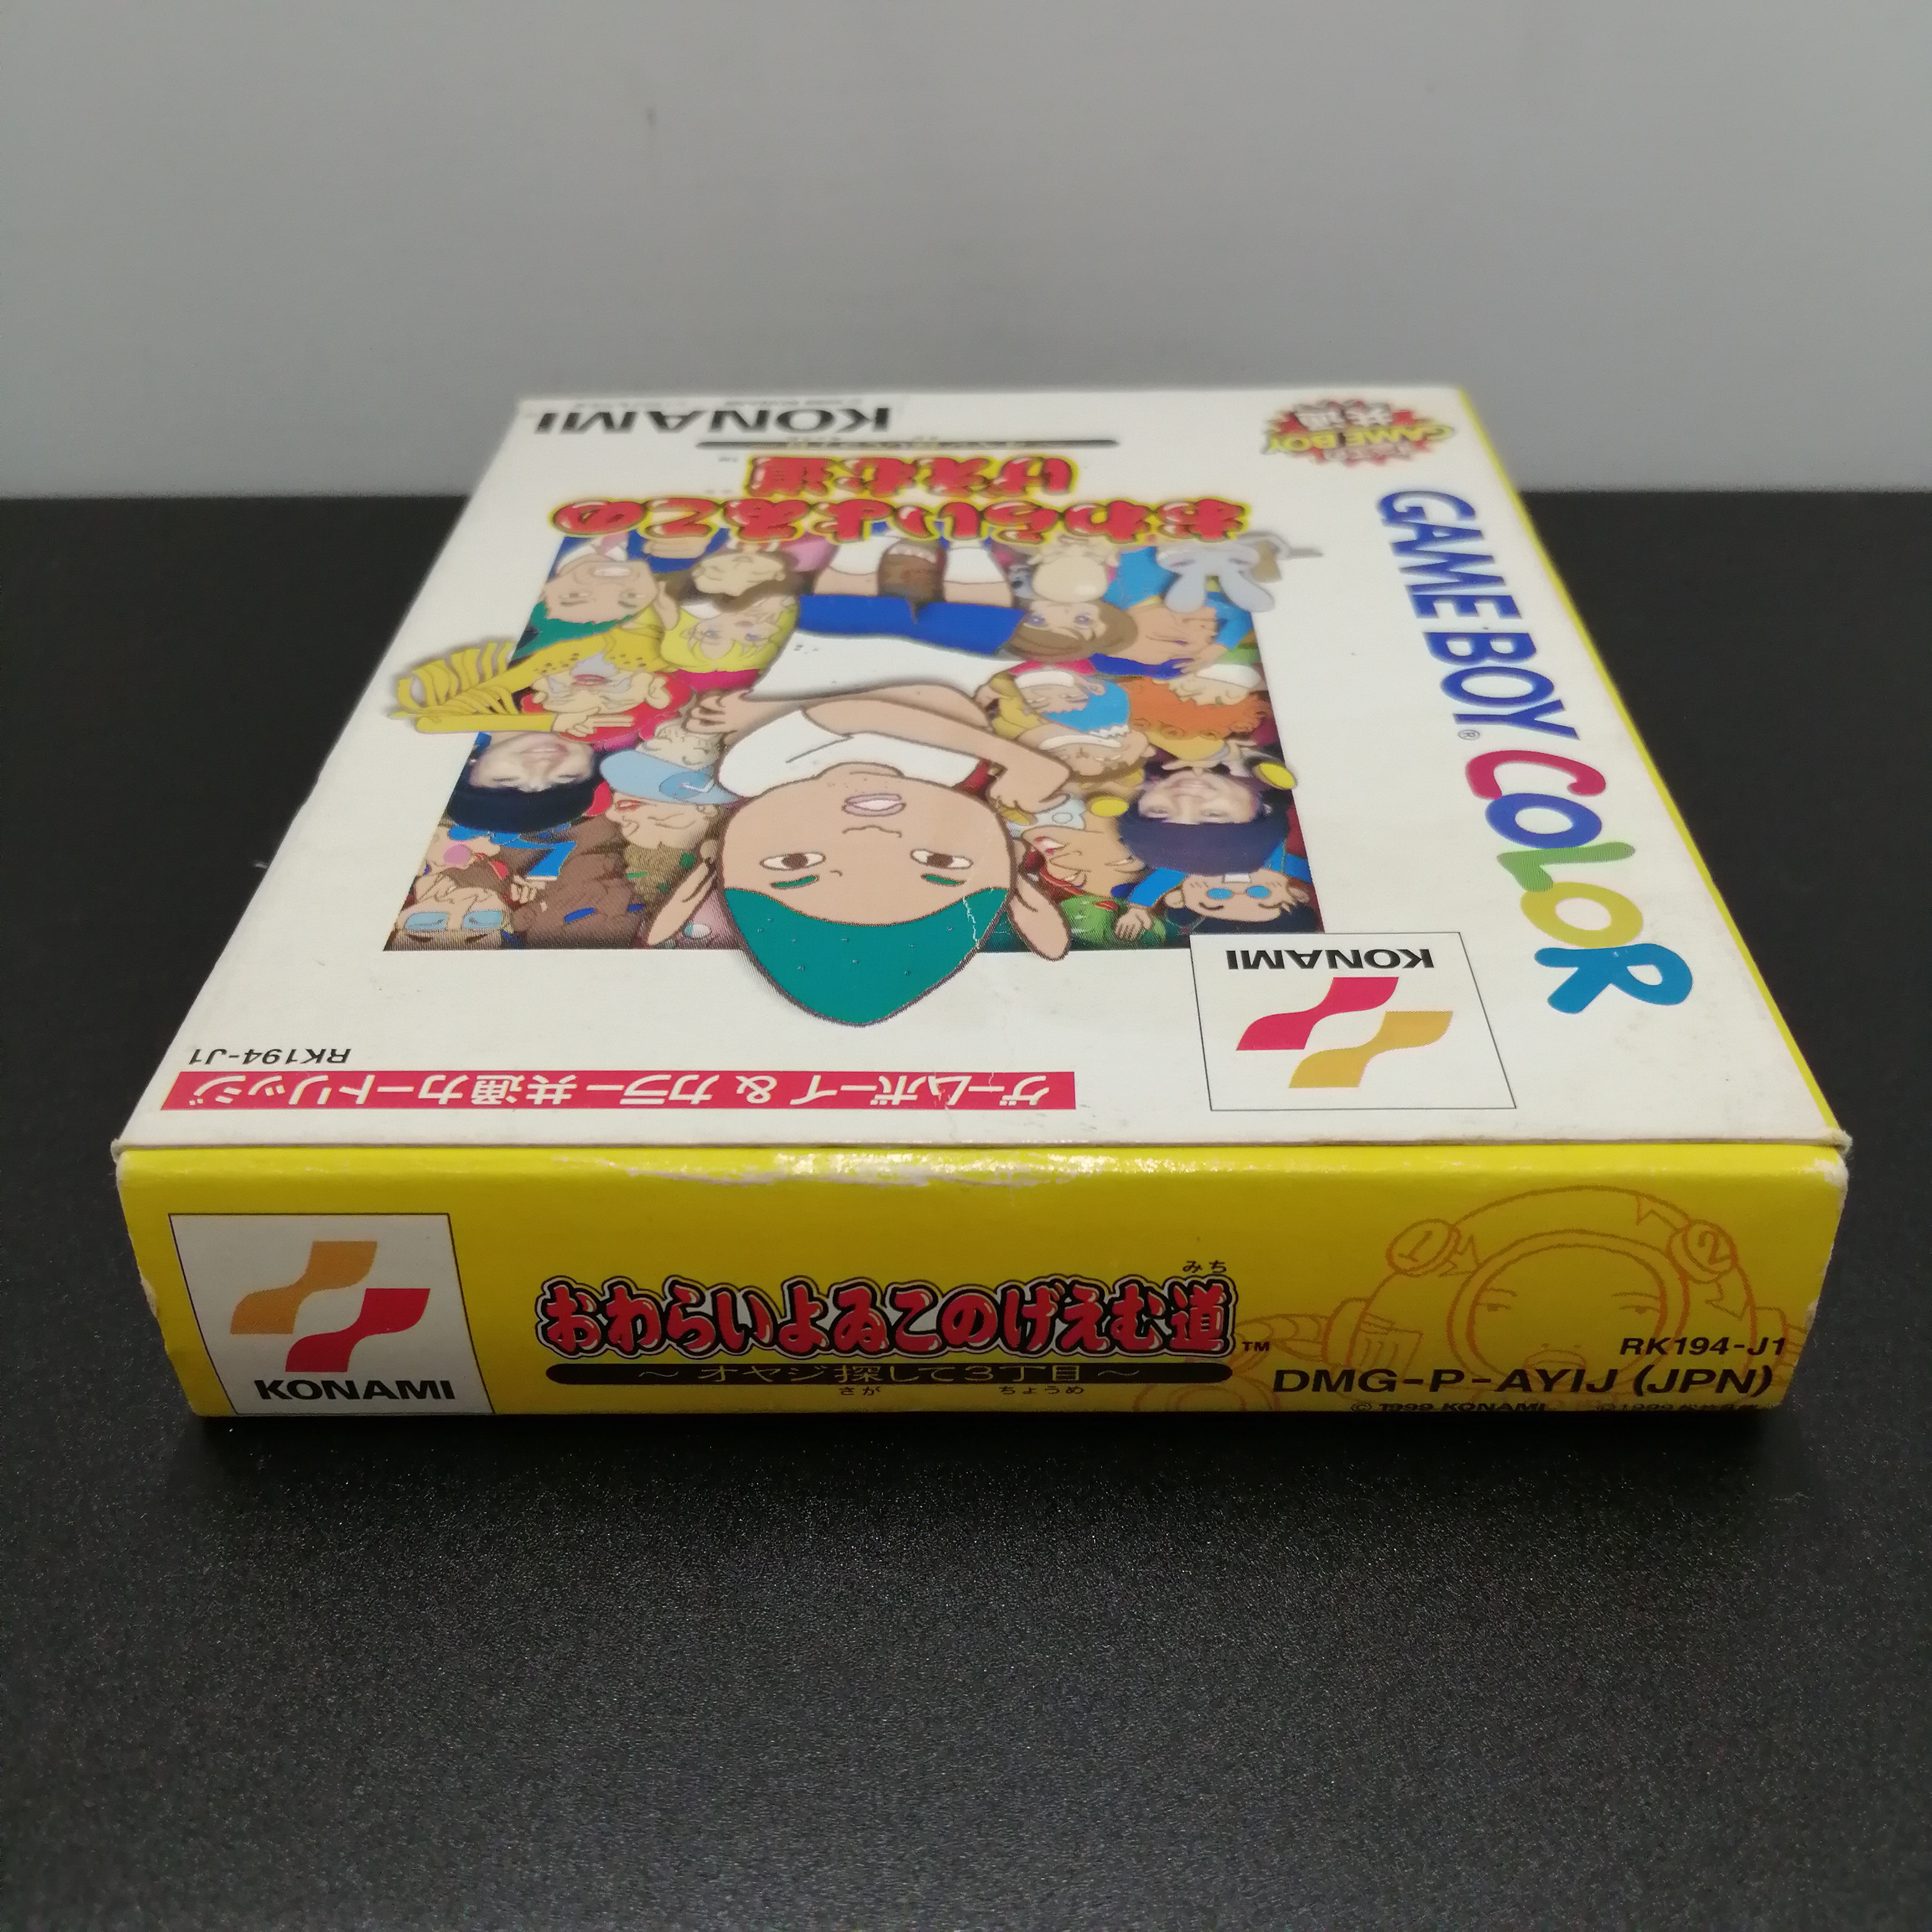 KONAMI
おわらいよゐこの
げえむ道
GAME BOY
共通
GAME BOY
COLOR
KONAMI
RK194-J1
ゲームボーイ&カラー共通カートリッジ
KONAMI
みち
おわらいよゐこのげえむ道
TM
～オヤジ探して3丁目～
さが ちょうめ
RK194-J1
DMG-P-AYIJ (JPN)
© 1999 KONAMI